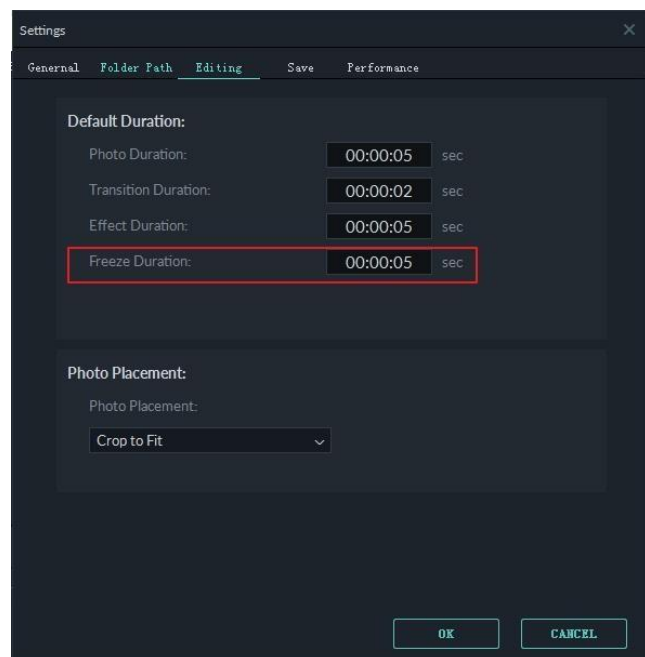 Settings
Genernal Folder Path Editing Save Performance
Default Duration:
Photo Duration: 00:00:05 sec
Transition Duration: 00:00:02 sec
Effect Duration: 00:00:05 sec
Freeze Duration: 00:00:05 sec
Photo Placement:
Photo Placement:
Crop to Fit
OK CANCEL